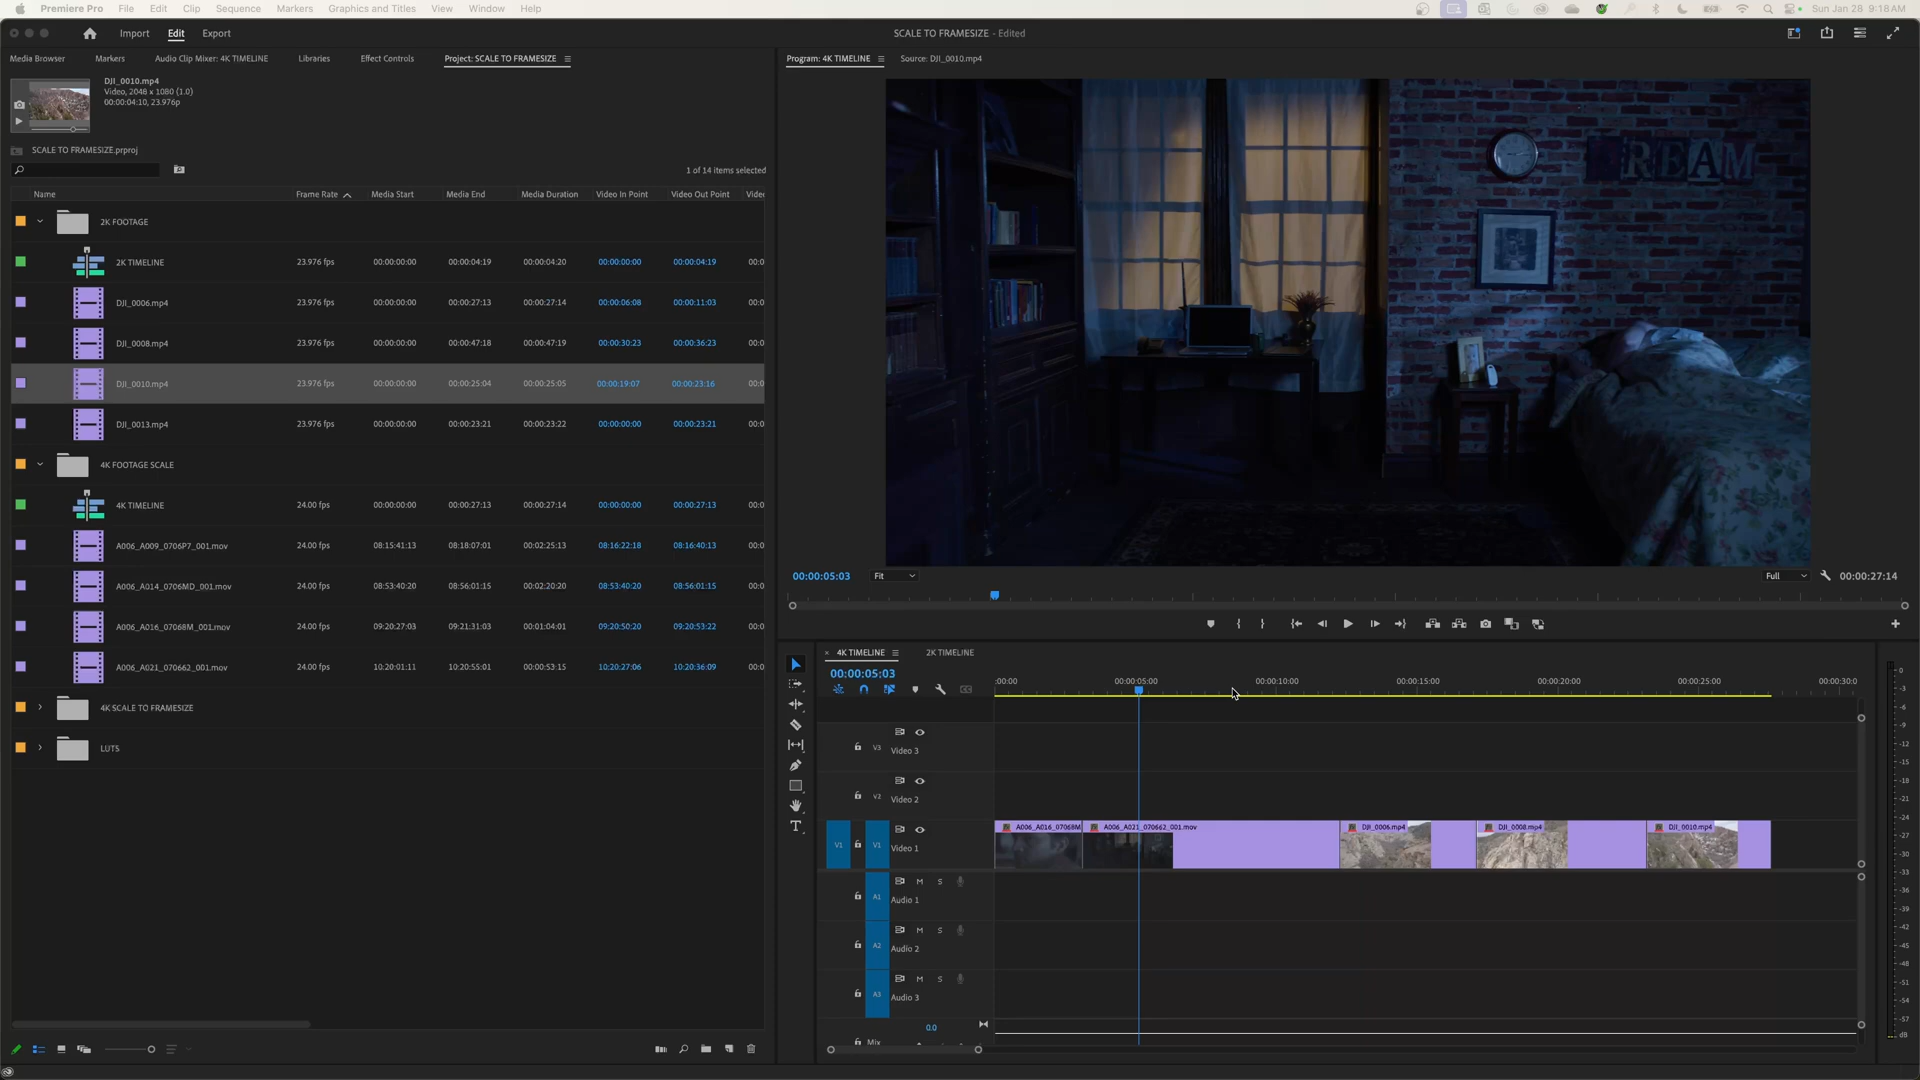 Premiere Pro File Edit Clip Sequence Markers Graphics and Titles View Window Help Sun Jan 28 9:18 AM
Import Edit Export SCALE TO FRAMESIZE - Edited
Media Browser Markers Audio Clip Mixer: 4K TIMELINE Libraries Effect Controls Project: SCALE TO FRAMESIZE
DJI_0010.mp4
Video, 2048 x 1080 (1.0)
00:00:04:10, 23.976p
SCALE TO FRAMESIZE.prproj
1 of 14 items selected
Name Frame Rate Media Start Media End Media Duration Video In Point Video Out Point Video
2K FOOTAGE
2K TIMELINE 23.976 fps 00:00:00:00 00:00:04:19 00:00:04:20 00:00:00:00 00:00:04:19 00:0
DJI_0006.mp4 23.976 fps 00:00:00:00 00:00:27:13 00:00:27:14 00:00:06:08 00:00:11:03 00:0
DJI_0008.mp4 23.976 fps 00:00:00:00 00:00:47:18 00:00:47:19 00:00:30:23 00:00:36:23 00:0
DJI_0010.mp4 23.976 fps 00:00:00:00 00:00:25:04 00:00:25:05 00:00:19:07 00:00:23:16 00:0
DJI_0013.mp4 23.976 fps 00:00:00:00 00:00:23:21 00:00:23:22 00:00:00:00 00:00:23:21 00:0
4K FOOTAGE SCALE
4K TIMELINE 24.00 fps 00:00:00:00 00:00:27:13 00:00:27:14 00:00:00:00 00:00:27:13 00:0
A006_A009_0706P7_001.mov 24.00 fps 08:15:41:13 08:18:07:01 00:02:25:13 08:16:22:18 08:16:40:13 00:0
A006_A014_0706MD_001.mov 24.00 fps 08:53:40:20 08:56:01:15 00:02:20:20 08:53:40:20 08:56:01:15 00:0
A006_A016_07068M_001.mov 24.00 fps 09:20:27:03 09:21:31:03 00:01:04:01 09:20:50:20 09:20:53:22 00:0
A006_A021_070662_001.mov 24.00 fps 10:20:01:11 10:20:55:01 00:00:53:15 10:20:27:06 10:20:36:09 00:0
4K SCALE TO FRAMESIZE
LUTS
Program: 4K TIMELINE Source: DJI_0010.mp4
DREAM
00:00:05:03 Fit Full 00:00:27:14
4K TIMELINE 2K TIMELINE
00:00:05:03
:00:00 00:00:05:00 00:00:10:00 00:00:15:00 00:00:20:00 00:00:25:00 00:00:30:0
V3 Video 3
V2 Video 2
A006_A016_07068M A006_A021_070662_001.mov DJI_0006.mp4 DJI_0008.mp4 DJI_0010.mp4
V1 V1 Video 1
M S
A1 Audio 1
M S
A2 Audio 2
M S
A3 Audio 3
0.0
Mix
0
-3
-6
-9
-12
-15
-18
-21
-24
-27
-30
-33
-36
-39
-42
-45
-48
-51
-54
-57
dB